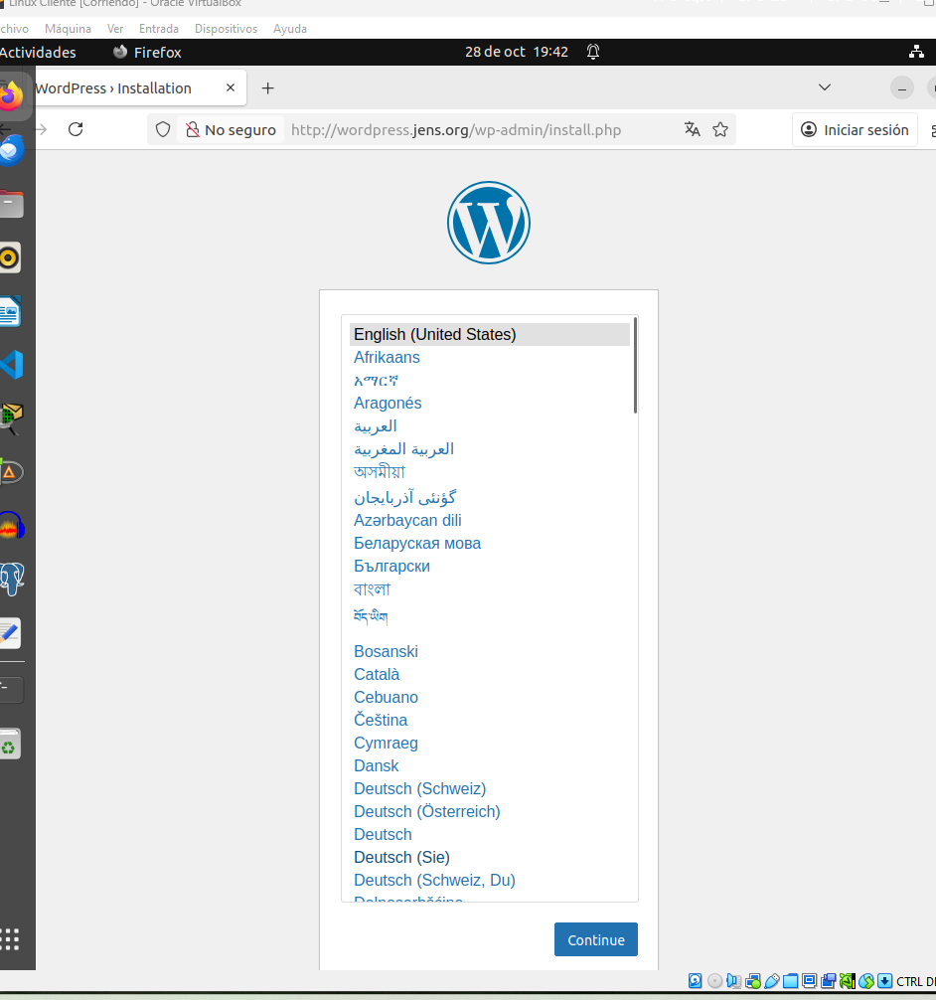 Linux Cliente [Corriendo] - Oracle VirtualBox
chivo Máquina Ver Entrada Dispositivos Ayuda
Actividades Firefox 28 de oct 19:42
WordPress › Installation
No seguro http://wordpress.jens.org/wp-admin/install.php Iniciar sesión
English (United States)
Afrikaans
አማርኛ
Aragonés
العربية
العربية المغربية
অসমীয়া
گؤنئی آذربایجان
Azərbaycan dili
Беларуская мова
Български
বাংলা
བོད་ཡིག
Bosanski
Català
Cebuano
Čeština
Cymraeg
Dansk
Deutsch (Schweiz)
Deutsch (Österreich)
Deutsch
Deutsch (Sie)
Deutsch (Schweiz, Du)
Continue
CTRL DE